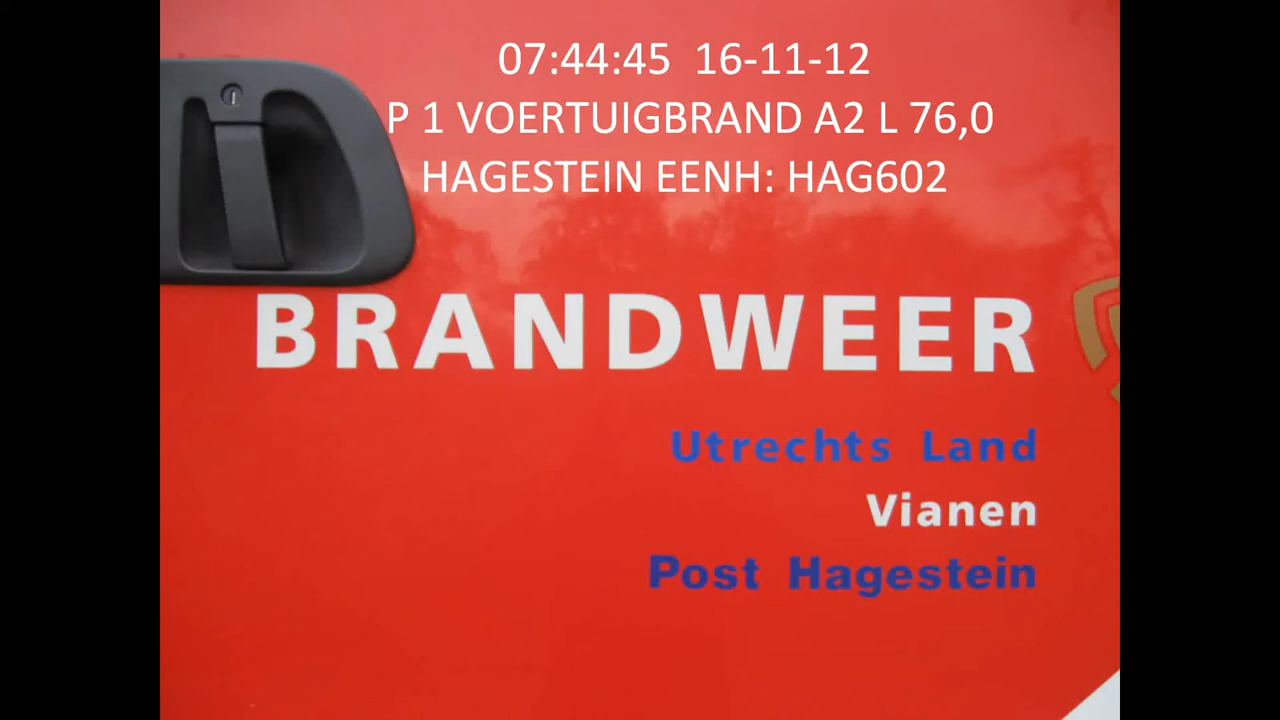 07:44:45 16-11-12
P 1 VOERTUIGBRAND A2 L 76,0
HAGESTEIN EENH: HAG602
BRANDWEER
Utrechts Land
Vianen
Post Hagestein